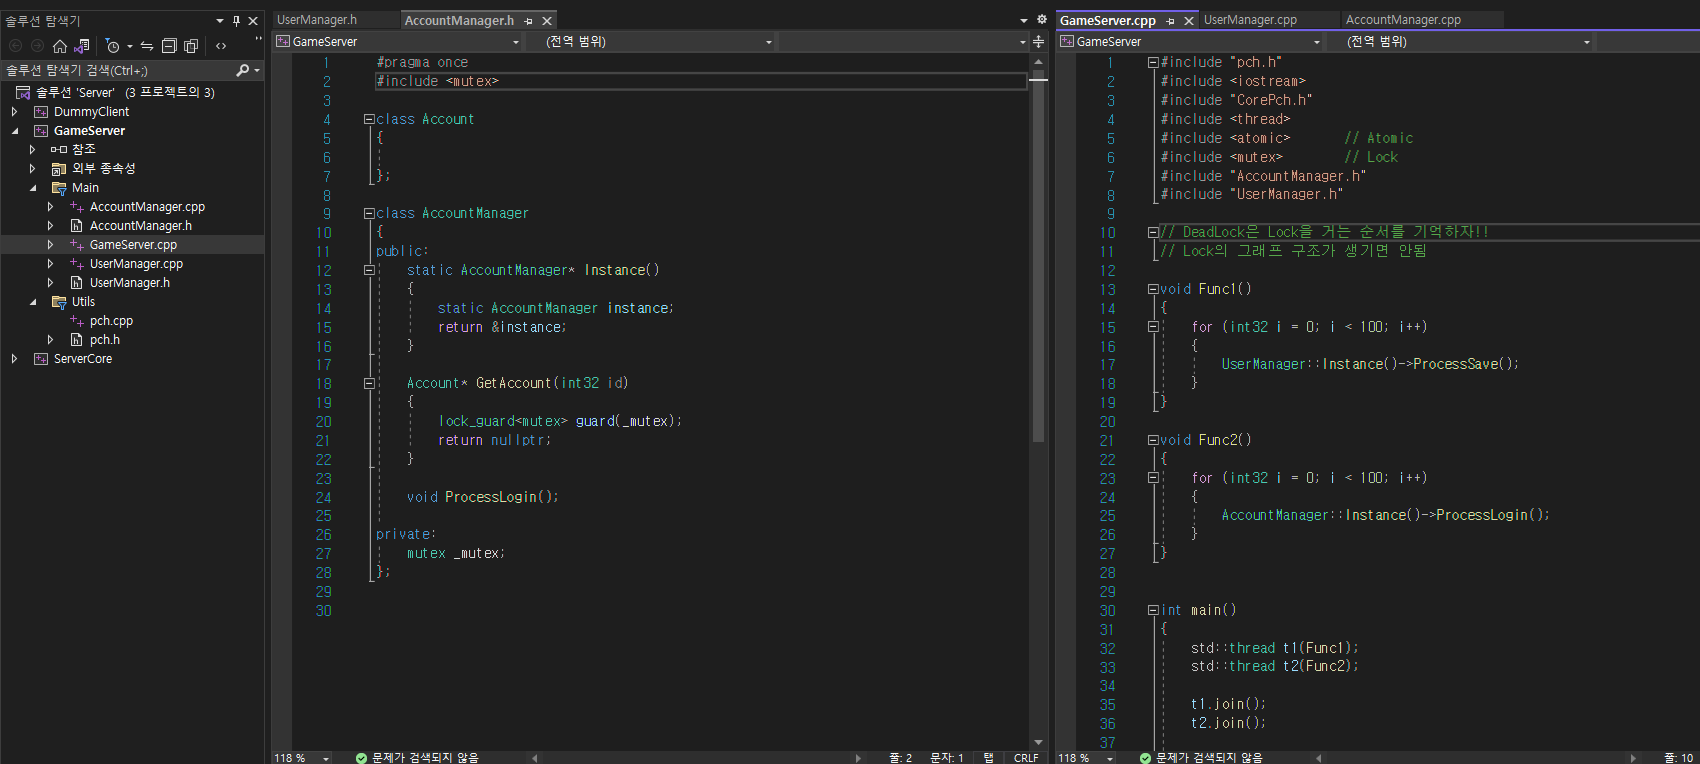 솔루션 탐색기
솔루션 탐색기 검색(Ctrl+;)
솔루션 'Server' (3 프로젝트의 3)
DummyClient
GameServer
참조
외부 종속성
Main
AccountManager.cpp
AccountManager.h
GameServer.cpp
UserManager.cpp
UserManager.h
Utils
pch.cpp
pch.h
ServerCore
UserManager.h AccountManager.h
GameServer (전역 범위)
1 #pragma once
2 #include <mutex>
3
4 class Account
5 {
6
7 };
8
9 class AccountManager
10 {
11 public:
12 static AccountManager* Instance()
13 {
14 static AccountManager instance;
15 return &instance;
16 }
17
18 Account* GetAccount(int32 id)
19 {
20 lock_guard<mutex> guard(_mutex);
21 return nullptr;
22 }
23
24 void ProcessLogin();
25
26 private:
27 mutex _mutex;
28 };
29
30
118 % 문제가 검색되지 않음 줄: 2 문자: 1 탭 CRLF
GameServer.cpp UserManager.cpp AccountManager.cpp
GameServer (전역 범위)
1 #include "pch.h"
2 #include <iostream>
3 #include "CorePch.h"
4 #include <thread>
5 #include <atomic> // Atomic
6 #include <mutex> // Lock
7 #include "AccountManager.h"
8 #include "UserManager.h"
9
10 // DeadLock은 Lock을 거는 순서를 기억하자!!
11 // Lock의 그래프 구조가 생기면 안됨
12
13 void Func1()
14 {
15 for (int32 i = 0; i < 100; i++)
16 {
17 UserManager::Instance()->ProcessSave();
18 }
19 }
20
21 void Func2()
22 {
23 for (int32 i = 0; i < 100; i++)
24 {
25 AccountManager::Instance()->ProcessLogin();
26 }
27 }
28
29
30 int main()
31 {
32 std::thread t1(Func1);
33 std::thread t2(Func2);
34
35 t1.join();
36 t2.join();
37
118 % 문제가 검색되지 않음 줄: 10